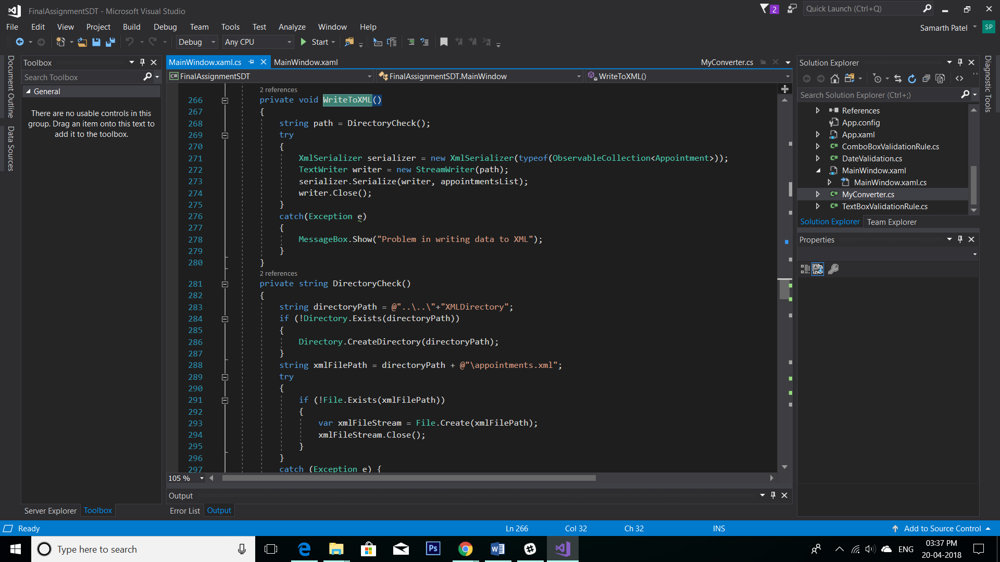 FinalAssignmentSDT - Microsoft Visual Studio
2
Quick Launch (Ctrl+Q)
File Edit View Project Build Debug Team Tools Test Analyze Window Help
Samarth Patel
SP
Debug Any CPU Start
Document Outline
Data Sources
Toolbox
Search Toolbox
General
There are no usable controls in this
group. Drag an item onto this text to
add it to the toolbox.
Server Explorer Toolbox
MainWindow.xaml.cs MainWindow.xaml MyConverter.cs
C# FinalAssignmentSDT FinalAssignmentSDT.MainWindow WriteToXML()
2 references
266 private void WriteToXML()
267 {
268 string path = DirectoryCheck();
269 try
270 {
271 XmlSerializer serializer = new XmlSerializer(typeof(ObservableCollection<Appointment>));
272 TextWriter writer = new StreamWriter(path);
273 serializer.Serialize(writer, appointmentsList);
274 writer.Close();
275 }
276 catch(Exception e)
277 {
278 MessageBox.Show("Problem in writing data to XML");
279 }
280 }
2 references
281 private string DirectoryCheck()
282 {
283 string directoryPath = @"..\..\"+"XMLDirectory";
284 if (!Directory.Exists(directoryPath))
285 {
286 Directory.CreateDirectory(directoryPath);
287 }
288 string xmlFilePath = directoryPath + @"\appointments.xml";
289 try
290 {
291 if (!File.Exists(xmlFilePath))
292 {
293 var xmlFileStream = File.Create(xmlFilePath);
294 xmlFileStream.Close();
295 }
296 }
297 catch (Exception e) {
105 %
Output
Error List Output
Solution Explorer
Search Solution Explorer (Ctrl+;)
References
App.config
App.xaml
C# ComboBoxValidationRule.cs
C# DateValidation.cs
MainWindow.xaml
MainWindow.xaml.cs
C# MyConverter.cs
C# TextBoxValidationRule.cs
Solution Explorer Team Explorer
Properties
Diagnostic Tools
Ready Ln 266 Col 32 Ch 32 INS Add to Source Control
Type here to search
Ps
ENG
03:37 PM
20-04-2018